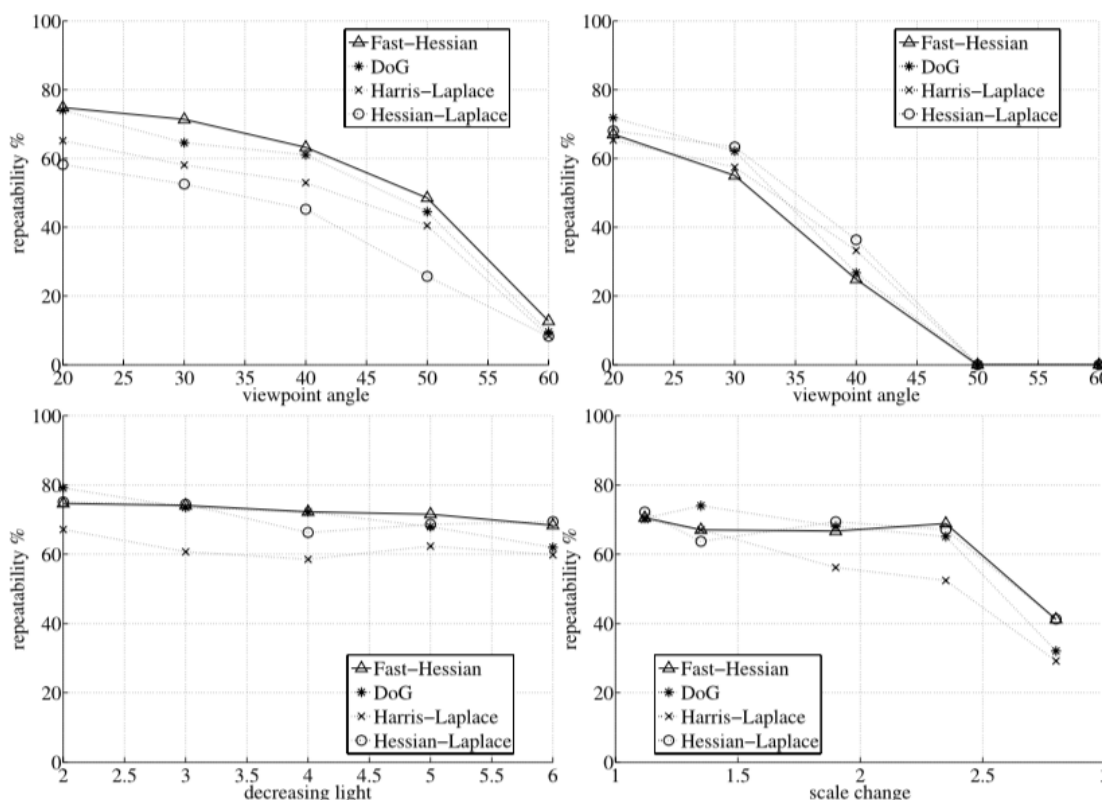 100
80
60
40
20
0
repeatability %
Fast−Hessian
DoG
Harris−Laplace
Hessian−Laplace
20 25 30 35 40 45 50 55 60
viewpoint angle
100
80
60
40
20
0
repeatability %
Fast−Hessian
DoG
Harris−Laplace
Hessian−Laplace
20 25 30 35 40 45 50 55 60
viewpoint angle
100
80
60
40
20
0
repeatability %
Fast−Hessian
DoG
Harris−Laplace
Hessian−Laplace
2 2.5 3 3.5 4 4.5 5 5.5 6
decreasing light
100
80
60
40
20
0
repeatability %
Fast−Hessian
DoG
Harris−Laplace
Hessian−Laplace
1 1.5 2 2.5 3
scale change